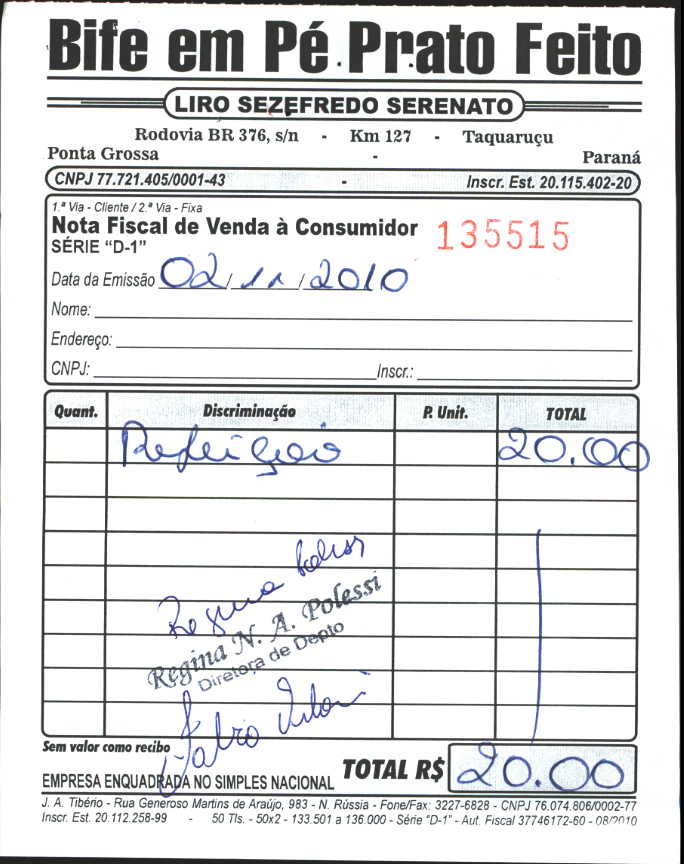 Bife em Pé Prato Feito
LIRO SEZEFREDO SERENATO
Rodovia BR 376, s/n - Km 127 - Taquaruçu
Ponta Grossa - Paraná
CNPJ 77.721.405/0001-43 - Inscr. Est. 20.115.402-20
1.ª Via - Cliente / 2.ª Via - Fixa
Nota Fiscal de Venda à Consumidor 135515
SÉRIE "D-1"
Data da Emissão 02/11/2010
Nome:
Endereço:
CNPJ: Inscr.:
Quant. Discriminação P. Unit. TOTAL
Refeição 20.00
Regina
Regina N. A. Polessi
Diretora de Depto
Sem valor como recibo
EMPRESA ENQUADRADA NO SIMPLES NACIONAL TOTAL R$ 20.00
J. A. Tibério - Rua Generoso Martins de Araújo, 983 - N. Rússia - Fone/Fax: 3227-6828 - CNPJ 76.074.806/0002-77
Inscr. Est. 20.112.258-99 - 50 Tls. - 50x2 - 133.501 a 136.000 - Série "D-1" - Aut. Fiscal 37746172-60 - 08/2010